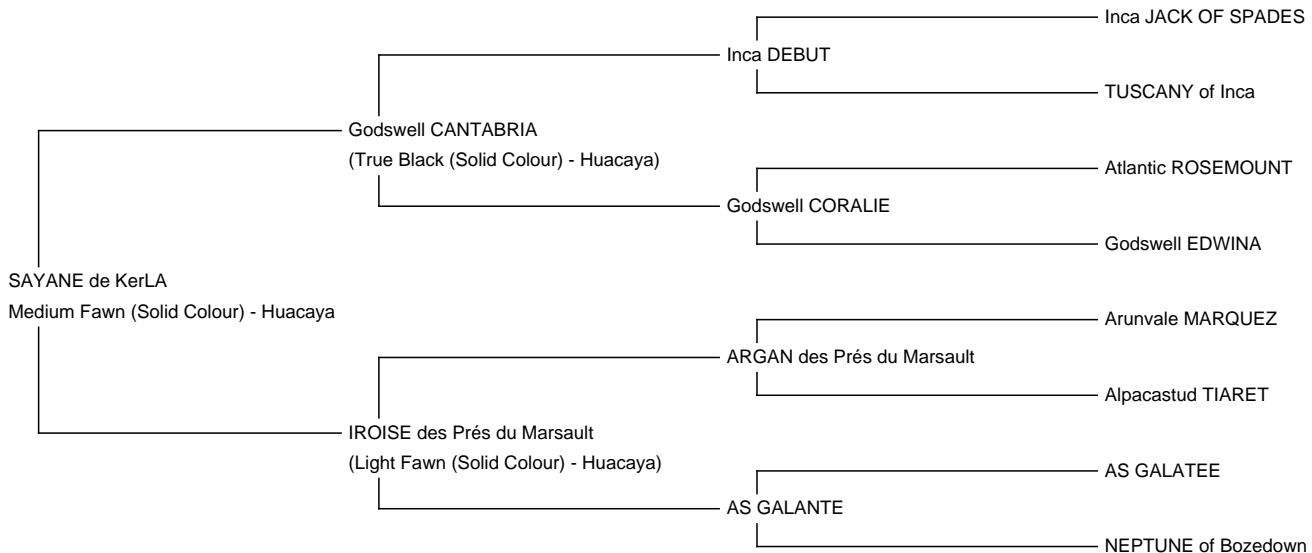 Inca JACK OF SPADES
Inca DEBUT
TUSCANY of Inca
Godswell CANTABRIA
(True Black (Solid Colour) - Huacaya)
Atlantic ROSEMOUNT
Godswell CORALIE
Godswell EDWINA
SAYANE de KerLA
Medium Fawn (Solid Colour) - Huacaya
Arunvale MARQUEZ
ARGAN des Prés du Marsault
Alpacastud TIARET
IROISE des Prés du Marsault
(Light Fawn (Solid Colour) - Huacaya)
AS GALATEE
AS GALANTE
NEPTUNE of Bozedown